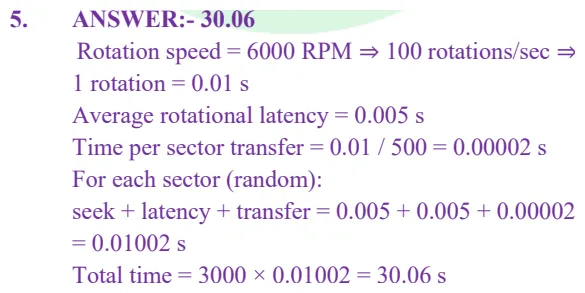 5. ANSWER:- 30.06
Rotation speed = 6000 RPM ⇒ 100 rotations/sec ⇒
1 rotation = 0.01 s
Average rotational latency = 0.005 s
Time per sector transfer = 0.01 / 500 = 0.00002 s
For each sector (random):
seek + latency + transfer = 0.005 + 0.005 + 0.00002
= 0.01002 s
Total time = 3000 × 0.01002 = 30.06 s